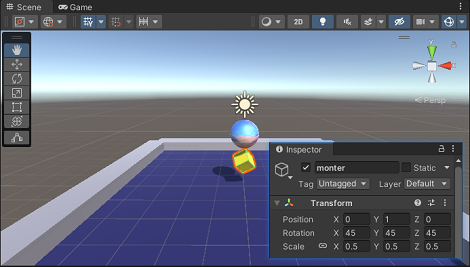 Scene Game
2D
y
x
Persp
Inspector
monter Static
Tag Untagged Layer Default
Transform
Position X 0 Y 1 Z 0
Rotation X 45 Y 45 Z 45
Scale X 0.5 Y 0.5 Z 0.5